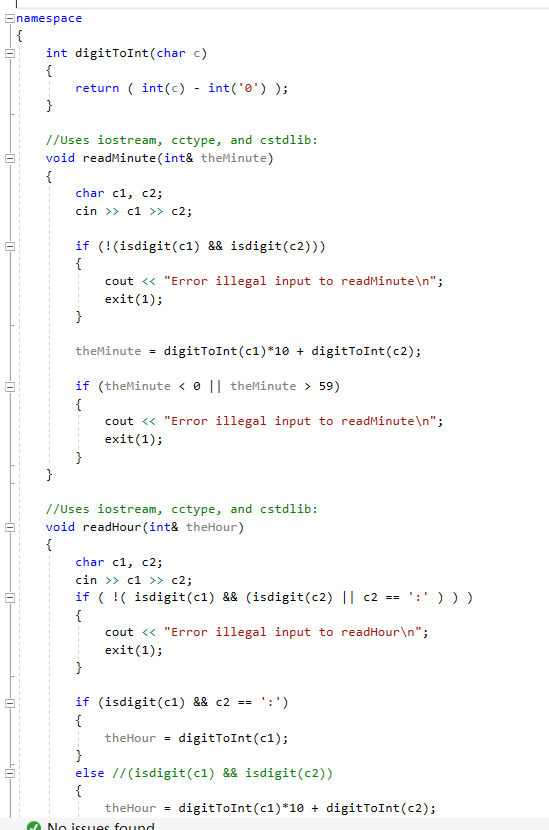 namespace
{
    int digitToInt(char c)
    {
        return ( int(c) - int('0') );
    }

    //Uses iostream, cctype, and cstdlib:
    void readMinute(int& theMinute)
    {
        char c1, c2;
        cin >> c1 >> c2;

        if (!(isdigit(c1) && isdigit(c2)))
        {
            cout << "Error illegal input to readMinute\n";
            exit(1);
        }

        theMinute = digitToInt(c1)*10 + digitToInt(c2);

        if (theMinute < 0 || theMinute > 59)
        {
            cout << "Error illegal input to readMinute\n";
            exit(1);
        }
    }

    //Uses iostream, cctype, and cstdlib:
    void readHour(int& theHour)
    {
        char c1, c2;
        cin >> c1 >> c2;
        if ( !( isdigit(c1) && (isdigit(c2) || c2 == ':' ) ) )
        {
            cout << "Error illegal input to readHour\n";
            exit(1);
        }

        if (isdigit(c1) && c2 == ':')
        {
            theHour = digitToInt(c1);
        }
        else //(isdigit(c1) && isdigit(c2))
        {
            theHour = digitToInt(c1)*10 + digitToInt(c2);
No issues found